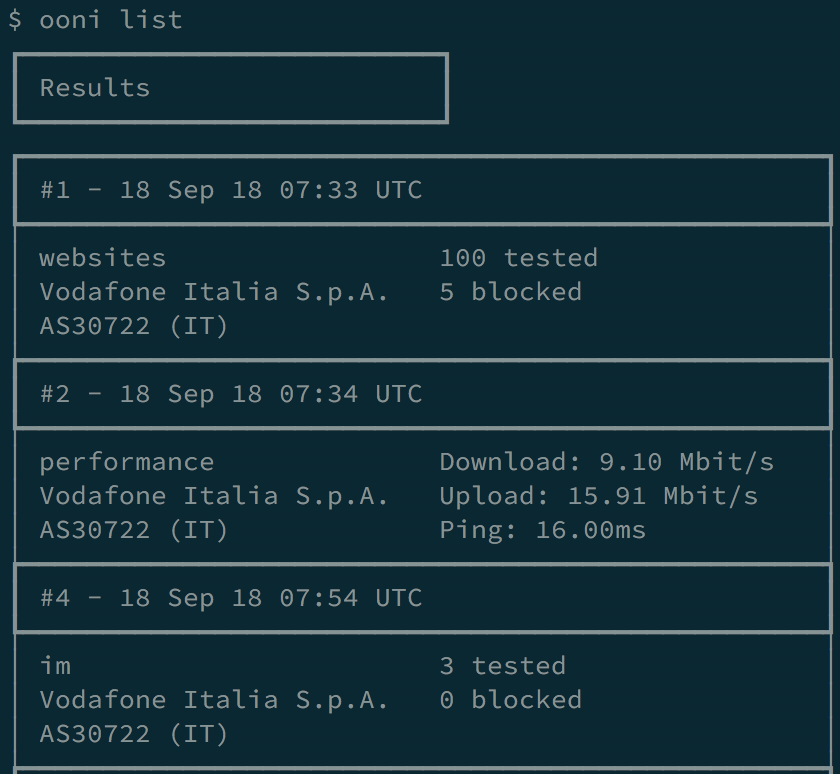 $ ooni list
Results
#1 - 18 Sep 18 07:33 UTC
websites 100 tested
Vodafone Italia S.p.A. 5 blocked
AS30722 (IT)
#2 - 18 Sep 18 07:34 UTC
performance Download: 9.10 Mbit/s
Vodafone Italia S.p.A. Upload: 15.91 Mbit/s
AS30722 (IT) Ping: 16.00ms
#4 - 18 Sep 18 07:54 UTC
im 3 tested
Vodafone Italia S.p.A. 0 blocked
AS30722 (IT)